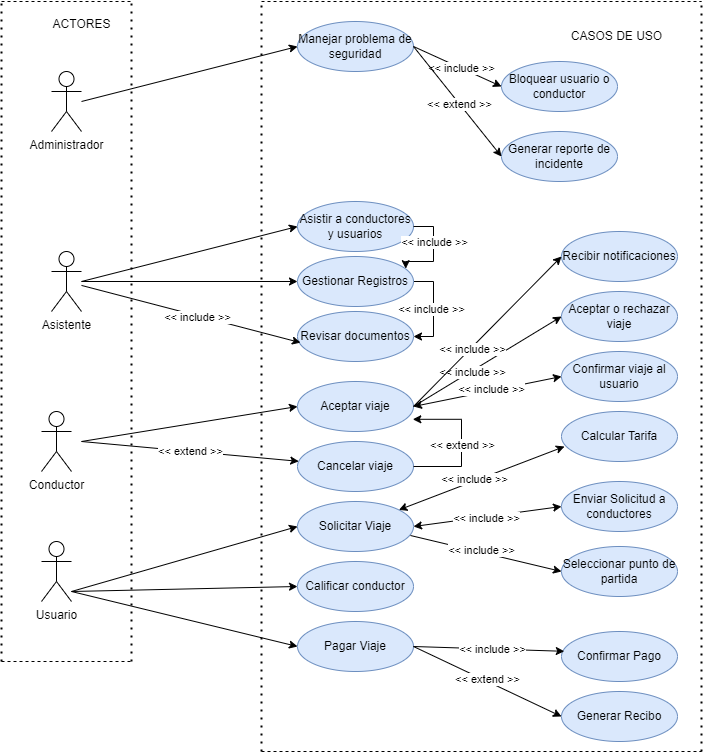 ACTORES
CASOS DE USO
Manejar problema de
seguridad
<< include >>
Bloquear usuario o
conductor
<< extend >>
Generar reporte de
incidente
Administrador
Asistir a conductores
y usuarios
<< include >>
Gestionar Registros
<< include >>
Revisar documentos
Asistente
<< include >>
Recibir notificaciones
Aceptar o rechazar
viaje
Confirmar viaje al
usuario
<< include >>
<< include >>
<< include >>
Aceptar viaje
<< extend >>
Cancelar viaje
Conductor
<< extend >>
Calcular Tarifa
<< include >>
Enviar Solicitud a
conductores
<< include >>
Solicitar Viaje
<< include >>
Seleccionar punto de
partida
Calificar conductor
Usuario
Pagar Viaje
<< include >>
Confirmar Pago
<< extend >>
Generar Recibo